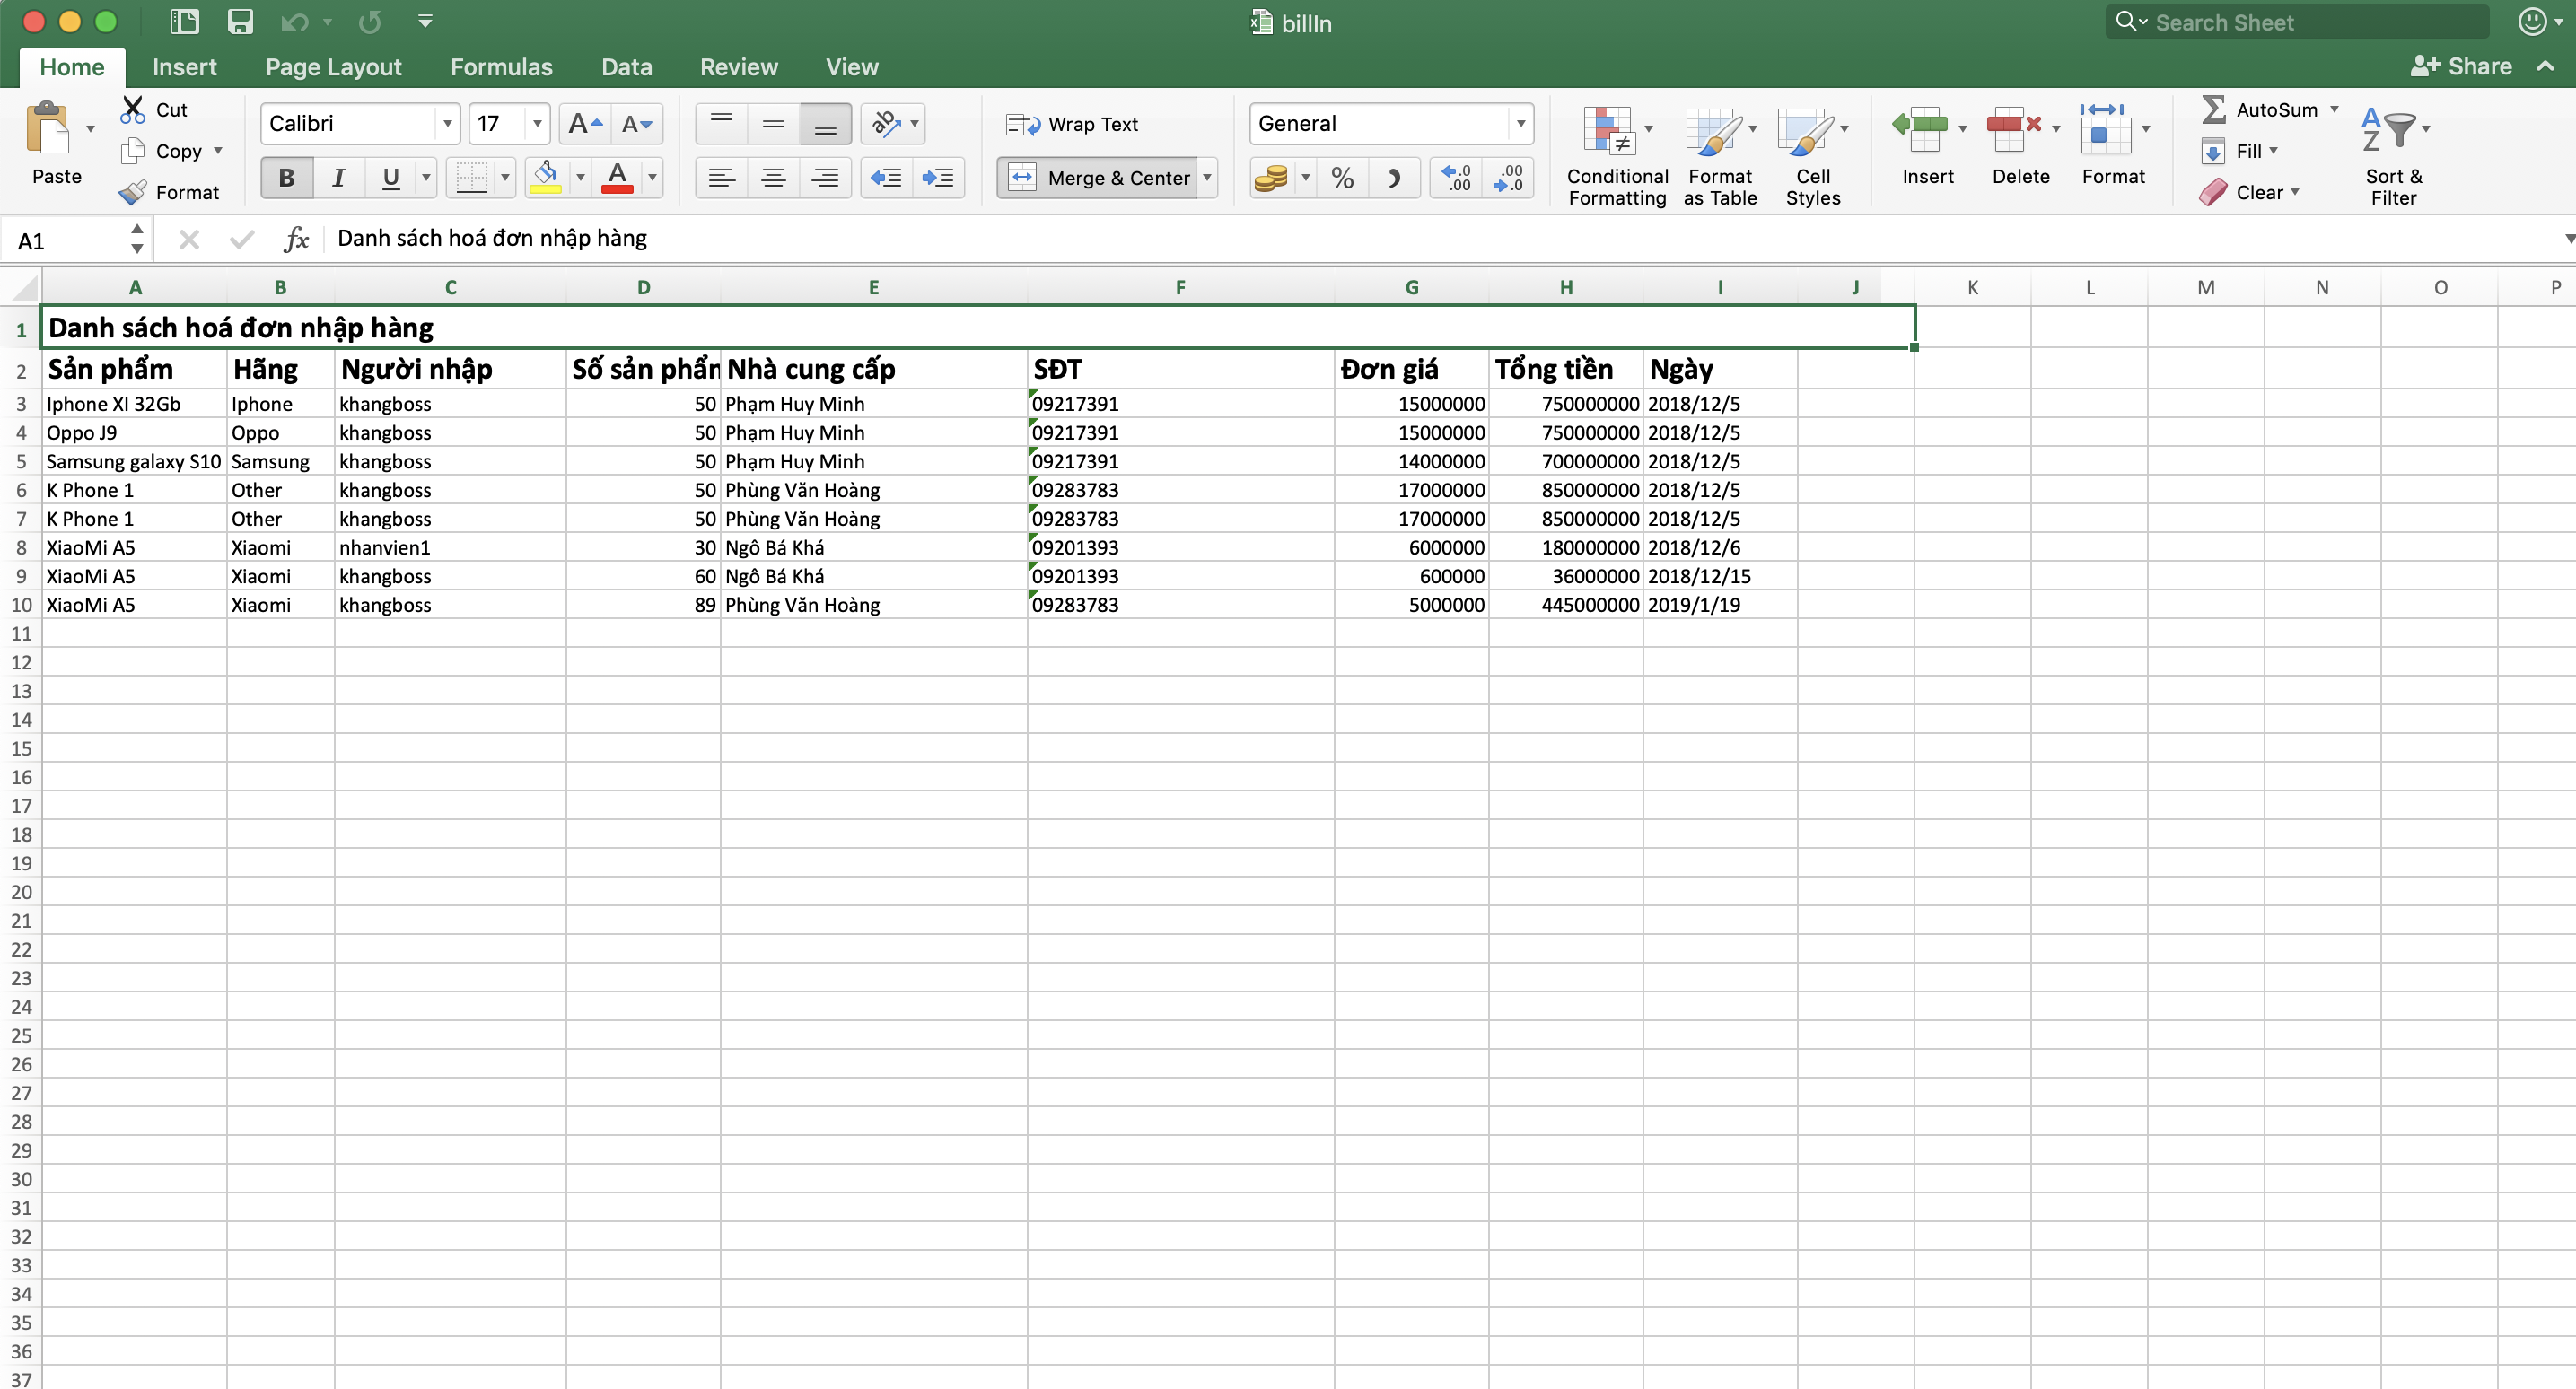 billIn
Search Sheet
Home Insert Page Layout Formulas Data Review View
Share
Paste
Cut
Copy
Format
Calibri 17
A A
B I U A
ab
Wrap Text
Merge & Center
General
% .0 .00 .00 .0
Conditional Formatting
Format as Table
Cell Styles
Insert
Delete
Format
AutoSum
Fill
Clear
A Z
Sort & Filter
A1 fx Danh sách hoá đơn nhập hàng
A B C D E F G H I J K L M N O P
1 Danh sách hoá đơn nhập hàng
2 Sản phẩm Hãng Người nhập Số sản phẩn Nhà cung cấp SĐT Đơn giá Tổng tiền Ngày
3 Iphone XI 32Gb Iphone khangboss 50 Phạm Huy Minh 09217391 15000000 750000000 2018/12/5
4 Oppo J9 Oppo khangboss 50 Phạm Huy Minh 09217391 15000000 750000000 2018/12/5
5 Samsung galaxy S10 Samsung khangboss 50 Phạm Huy Minh 09217391 14000000 700000000 2018/12/5
6 K Phone 1 Other khangboss 50 Phùng Văn Hoàng 09283783 17000000 850000000 2018/12/5
7 K Phone 1 Other khangboss 50 Phùng Văn Hoàng 09283783 17000000 850000000 2018/12/5
8 XiaoMi A5 Xiaomi nhanvien1 30 Ngô Bá Khá 09201393 6000000 180000000 2018/12/6
9 XiaoMi A5 Xiaomi khangboss 60 Ngô Bá Khá 09201393 600000 36000000 2018/12/15
10 XiaoMi A5 Xiaomi khangboss 89 Phùng Văn Hoàng 09283783 5000000 445000000 2019/1/19
11
12
13
14
15
16
17
18
19
20
21
22
23
24
25
26
27
28
29
30
31
32
33
34
35
36
37